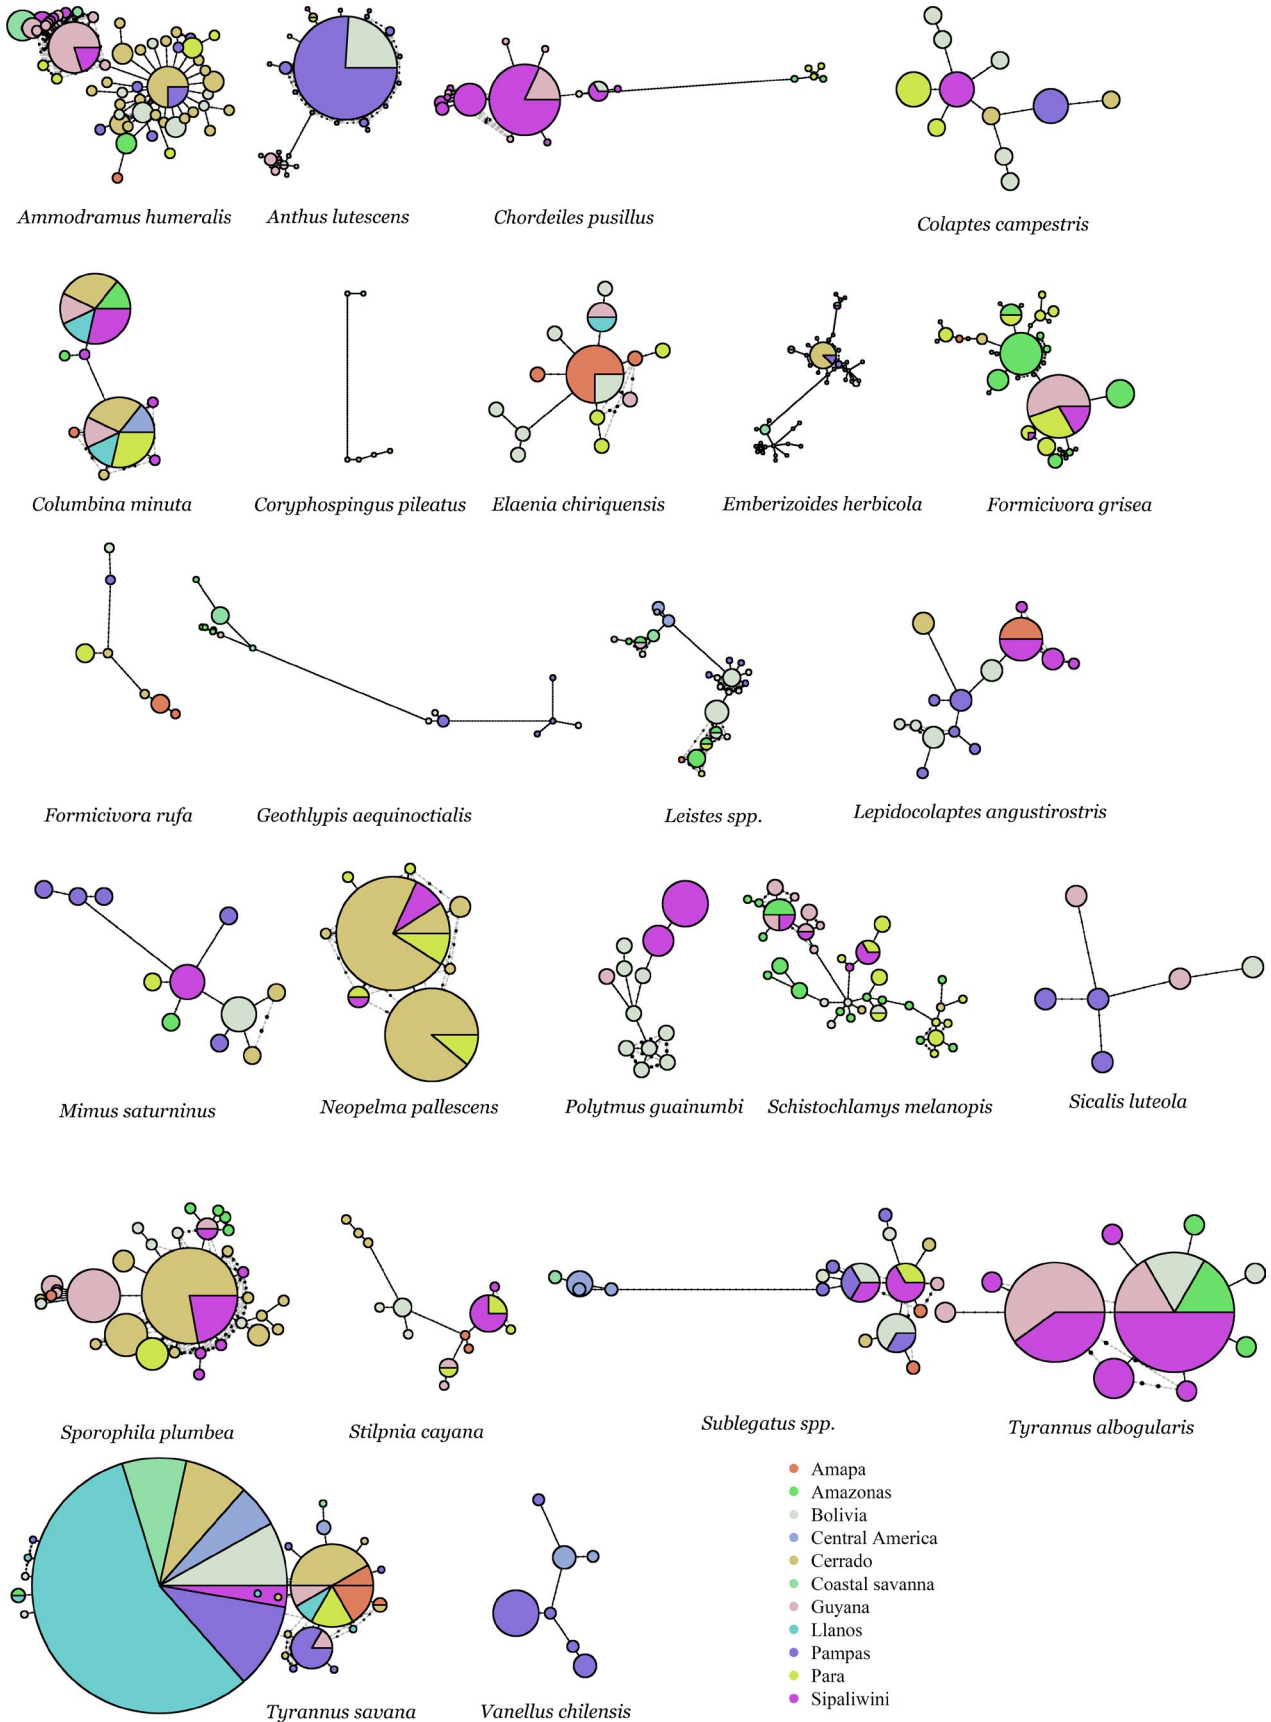 Ammodramus humeralis
Anthus lutescens
Chordeiles pusillus
Colaptes campestris
Columbina minuta
Coryphospingus pileatus
Elaenia chiriquensis
Emberizoides herbicola
Formicivora grisea
Formicivora rufa
Geothlypis aequinoctialis
Leistes spp.
Lepidocolaptes angustirostris
Mimus saturninus
Neopelma pallescens
Polytmus guainumbi
Schistochlamys melanopis
Sicalis luteola
Sporophila plumbea
Stilpnia cayana
Sublegatus spp.
Tyrannus albogularis
Amapa
Amazonas
Bolivia
Central America
Cerrado
Coastal savanna
Guyana
Llanos
Pampas
Para
Sipaliwini
Tyrannus savana
Vanellus chilensis